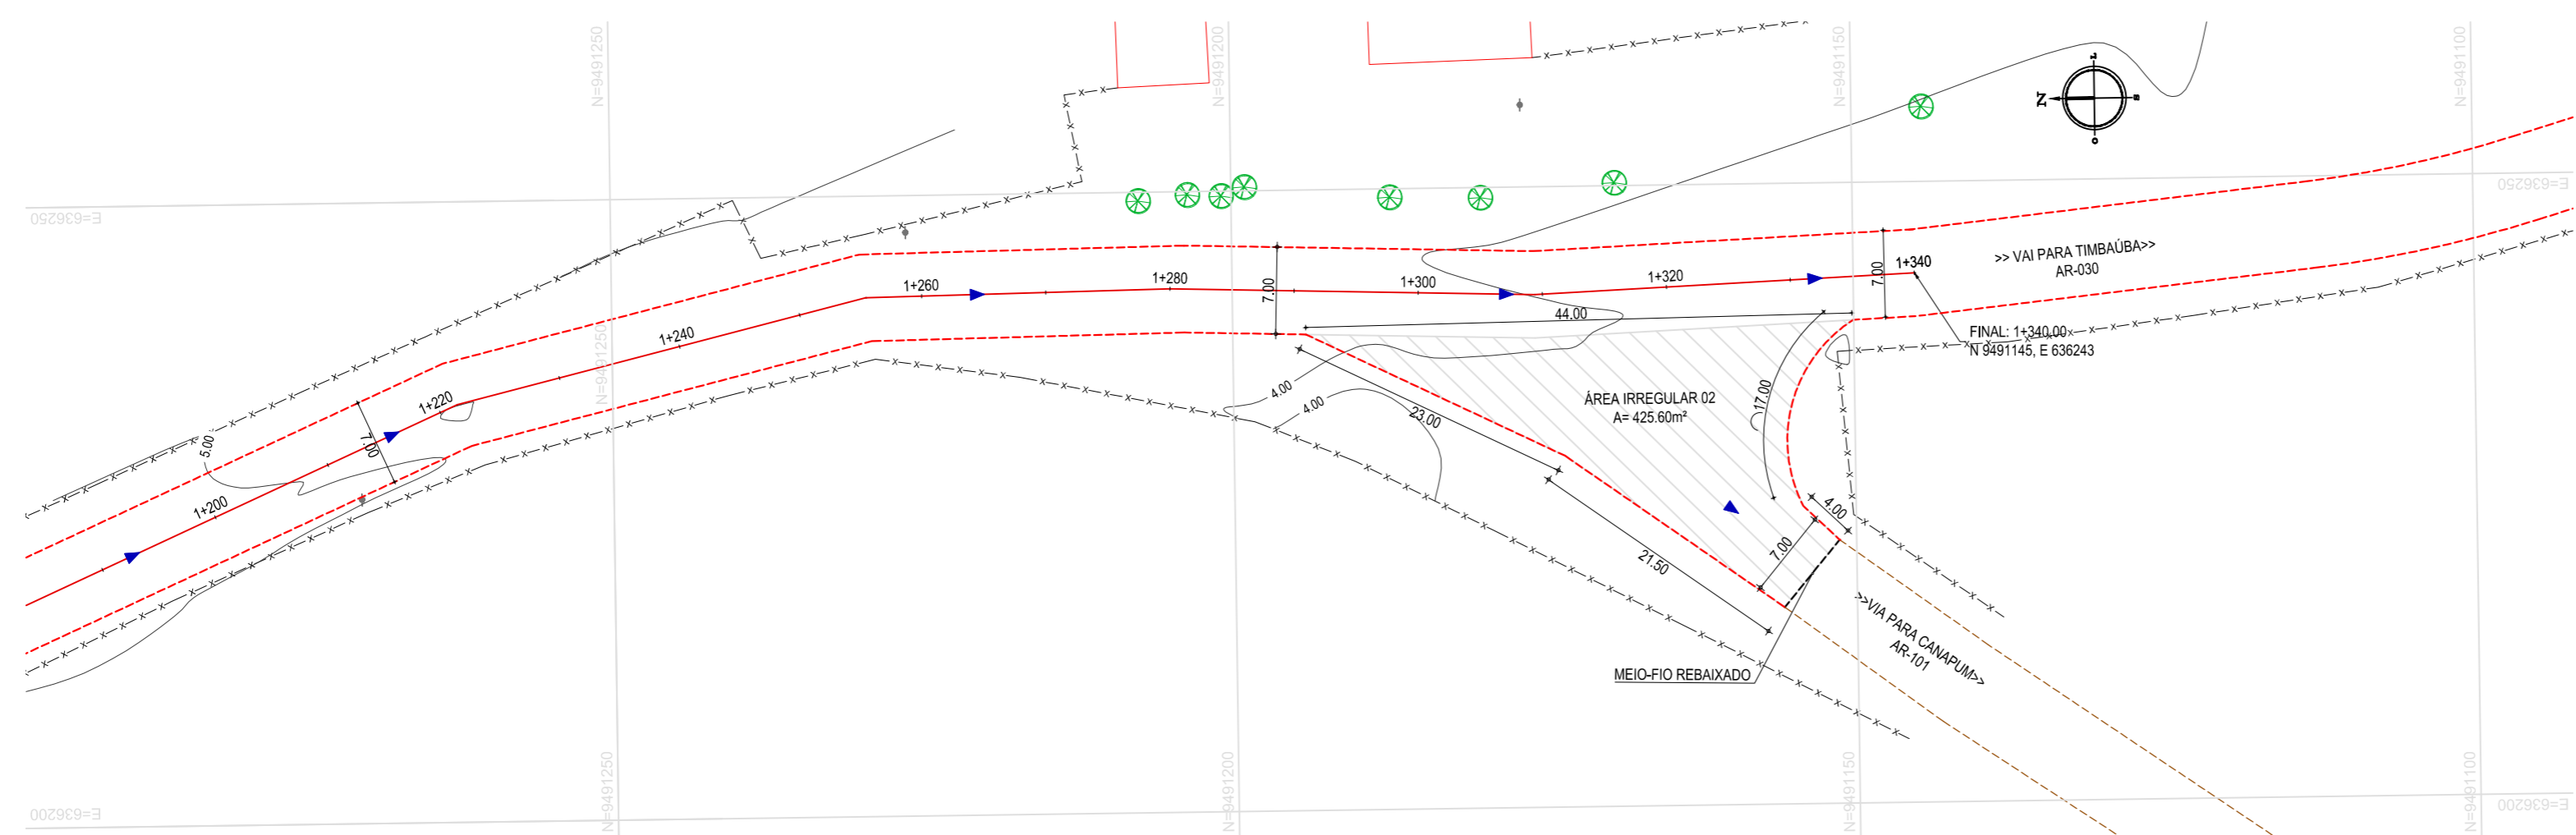 N=9491250
N=9491200
N=9491150
N=9491100
L
N
S
O
E=636250
E=636250
>> VAI PARA TIMBAÚBA>>
AR-030
1+340
1+320
1+300
1+280
1+260
1+240
1+220
1+200
7.00
7.00
7.00
5.00
44.00
FINAL: 1+340,00
N 9491145, E 636243
N=9491250
4.00
4.00
23.00
17.00
ÁREA IRREGULAR 02
A= 425.60m²
4.00
7.00
21.50
>>VIA PARA CANAPUM>>
AR-101
MEIO-FIO REBAIXADO
N=9491250
N=9491200
N=9491150
N=9491100
E=636200
E=636200